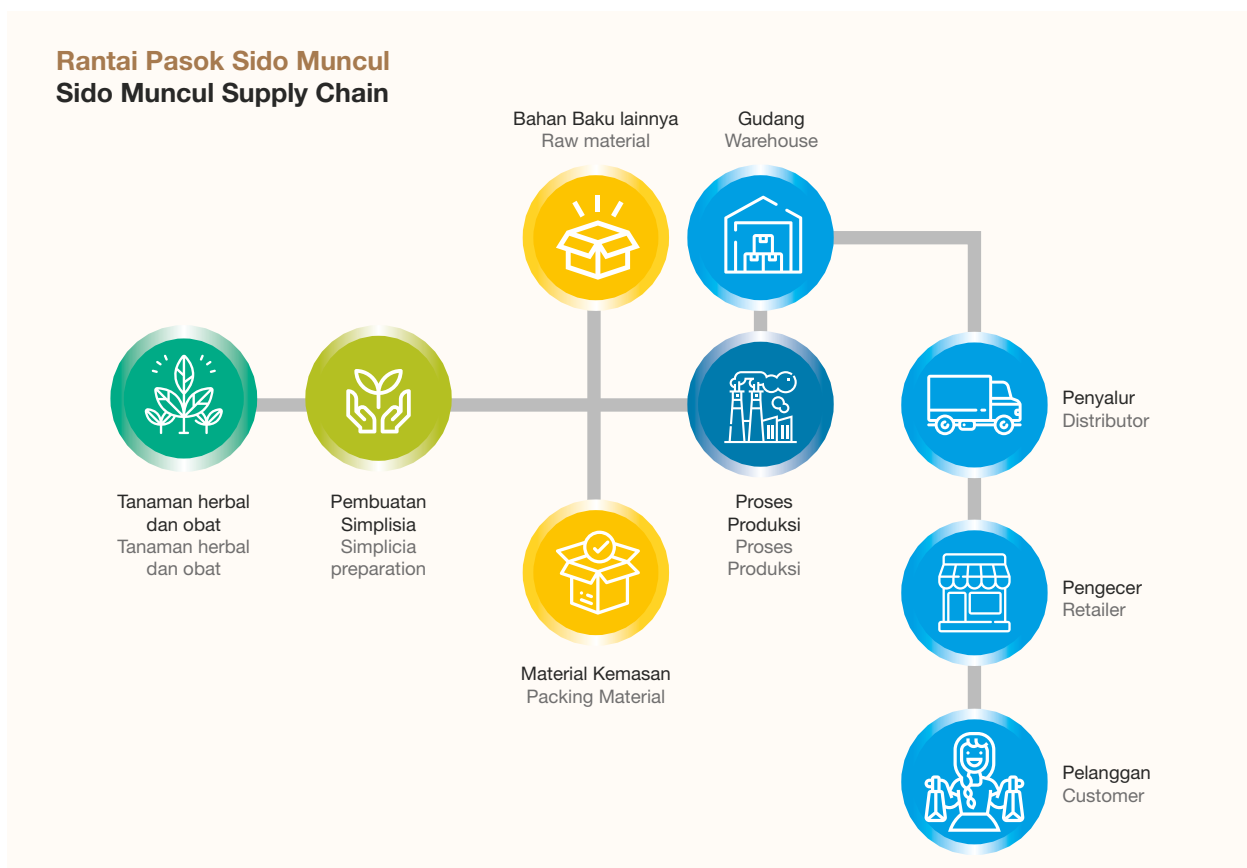 Rantai Pasok Sido Muncul
Sido Muncul Supply Chain
Bahan Baku lainnya
Raw material
Gudang
Warehouse
Tanaman herbal
dan obat
Tanaman herbal
dan obat
Pembuatan
Simplisia
Simplicia
preparation
Proses
Produksi
Proses
Produksi
Material Kemasan
Packing Material
Penyalur
Distributor
Pengecer
Retailer
Pelanggan
Customer